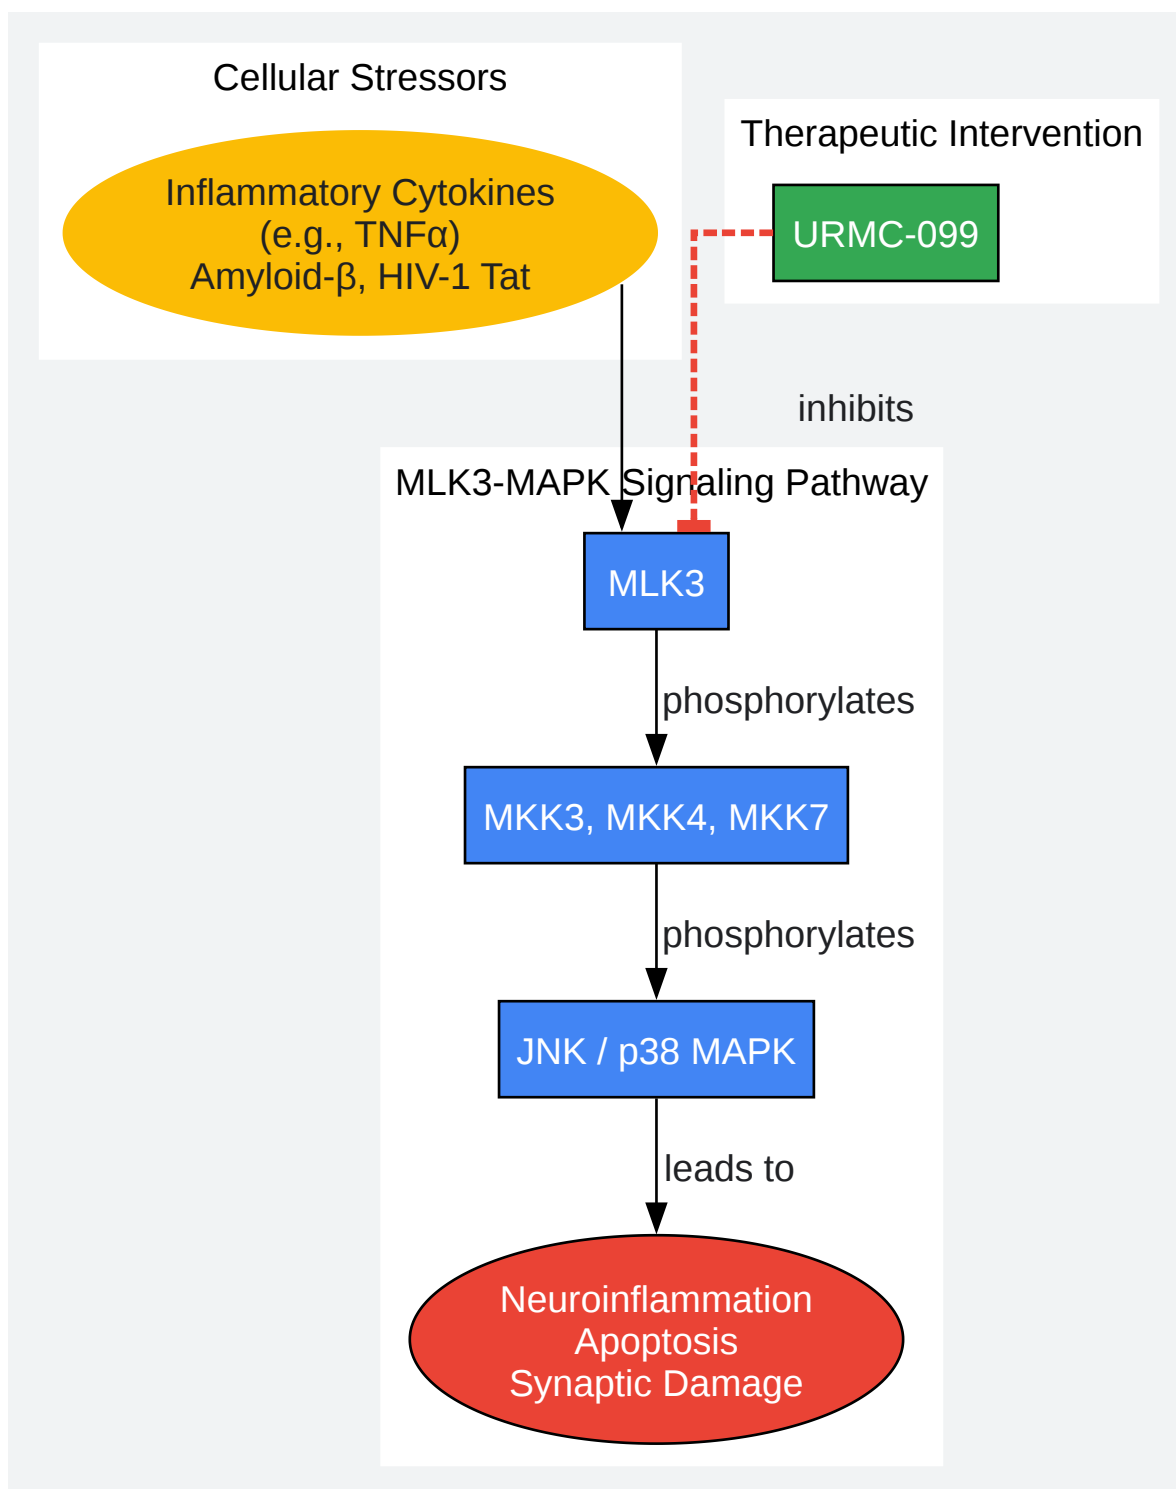 Cellular Stressors
Inflammatory Cytokines
(e.g., TNFα)
Amyloid-β, HIV-1 Tat
Therapeutic Intervention
URMC-099
inhibits
MLK3-MAPK Signaling Pathway
MLK3
phosphorylates
MKK3, MKK4, MKK7
phosphorylates
JNK / p38 MAPK
leads to
Neuroinflammation
Apoptosis
Synaptic Damage